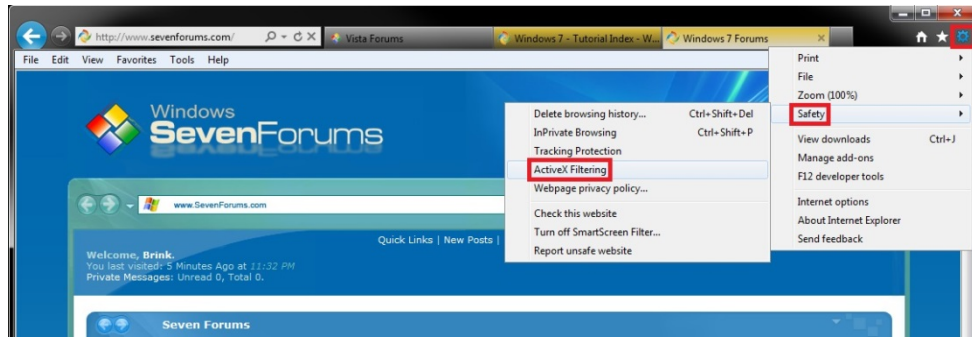 http://www.sevenforums.com/
Vista Forums
Windows 7 - Tutorial Index - W...
Windows 7 Forums
File Edit View Favorites Tools Help
Print
File
Zoom (100%)
Safety
View downloads Ctrl+J
Manage add-ons
F12 developer tools
Internet options
About Internet Explorer
Send feedback
Delete browsing history... Ctrl+Shift+Del
InPrivate Browsing Ctrl+Shift+P
Tracking Protection
ActiveX Filtering
Webpage privacy policy...
Check this website
Turn off SmartScreen Filter...
Report unsafe website
Windows
SevenForums
www.SevenForums.com
Quick Links | New Posts |
Welcome, Brink.
You last visited: 5 Minutes Ago at 11:32 PM
Private Messages: Unread 0, Total 0.
Seven Forums